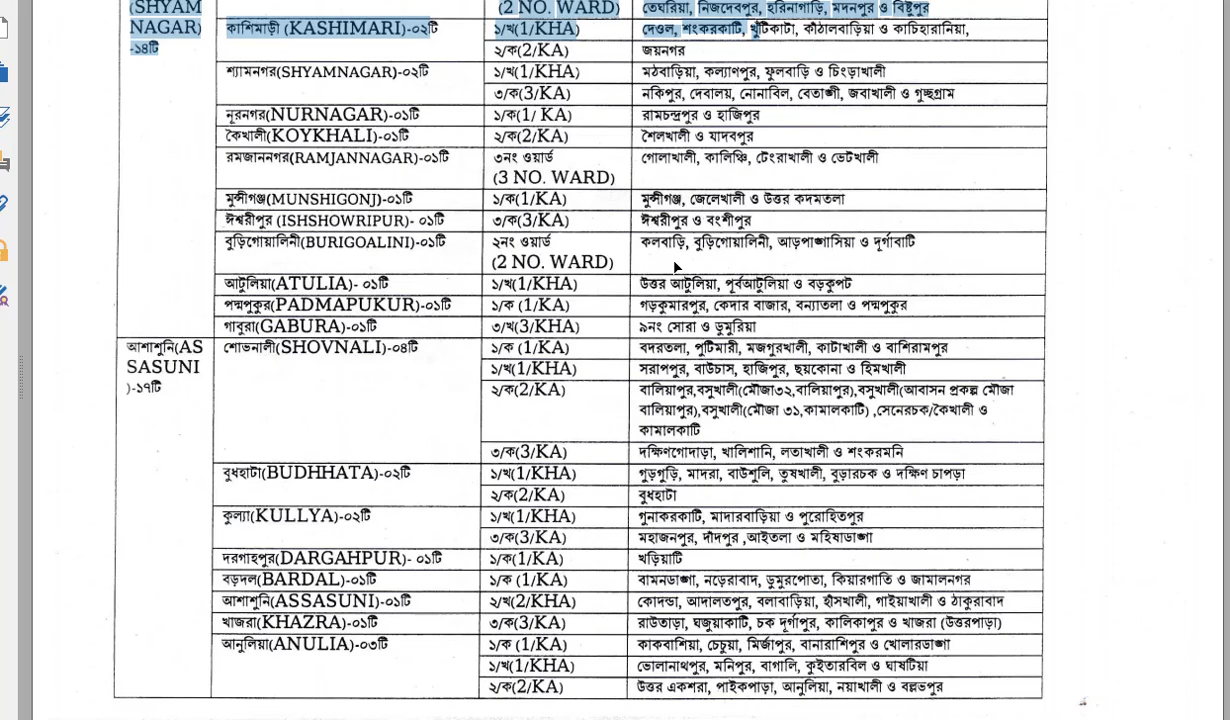 (SHYAM (2 NO. WARD) তেঘরিয়া, নিজদেবপুর, হরিনাগাড়ি, মদনপুর ও বিষ্টুপুর
NAGAR) কাশিমাড়ী (KASHIMARI)-০২টি ১/খ(1/KHA) দেওল, শংকরকাটি, খুঁটিকাটা, কাঁঠালবাড়িয়া ও কাচিহারানিয়া,
-১৪টি ২/ক(2/KA) জয়নগর
শ্যামনগর(SHYAMNAGAR)-০২টি ১/খ(1/KHA) মঠবাড়িয়া, কল্যাণপুর, ফুলবাড়ি ও চিংড়াখালী
৩/ক(3/KA) নকিপুর, দেবালয়, নোনাবিল, বেতাঙ্গী, জবাখালী ও গুচ্ছগ্রাম
নূরনগর(NURNAGAR)-০১টি ১/ক(1/ KA) রামচন্দ্রপুর ও হাজিপুর
কৈখালী(KOYKHALI)-০১টি ২/ক(2/KA) শৈলখালী ও যাদবপুর
রমজাননগর(RAMJANNAGAR)-০১টি ৩নং ওয়ার্ড গোলাখালী, কালিঞ্চি, টেংরাখালী ও ভেটখালী
(3 NO. WARD)
মুন্সীগঞ্জ(MUNSHIGONJ)-০১টি ১/ক(1/KA) মুন্সীগঞ্জ, জেলেখালী ও উত্তর কদমতলা
ঈশ্বরীপুর (ISHSHOWRIPUR)- ০১টি ৩/ক(3/KA) ঈশ্বরীপুর ও বংশীপুর
বুড়িগোয়ালিনী(BURIGOALINI)-০১টি ২নং ওয়ার্ড কলবাড়ি, বুড়িগোয়ালিনী, আড়পাঙ্গাসিয়া ও দূর্গাবাটি
(2 NO. WARD)
আটুলিয়া(ATULIA)- ০১টি ১/খ(1/KHA) উত্তর আটুলিয়া, পূর্বআটুলিয়া ও বড়কুপট
পদ্মপুকুর(PADMAPUKUR)-০১টি ১/ক (1/KA) গড়কুমারপুর, কেদার বাজার, বন্যাতলা ও পদ্মপুকুর
গাবুরা(GABURA)-০১টি ৩/খ(3/KHA) ৯নং সোরা ও ডুমুরিয়া
আশাশুনি(AS শোভনালী(SHOVNALI)-০৪টি ১/ক (1/KA) বদরতলা, পুটিমারী, মজগুরখালী, কাটাখালী ও বাশিরামপুর
SASUNI ১/খ(1/KHA) সরাপপুর, বাউচাস, হাজিপুর, ছয়কোনা ও হিমখালী
)-১৭টি ২/ক(2/KA) বালিয়াপুর,বসুখালী(মৌজা৩২,বালিয়াপুর),বসুখালী(আবাসন প্রকল্প মৌজা
বালিয়াপুর),বসুখালী(মৌজা ৩১,কামালকাটি) ,সেনেরচক/কৈখালী ও
কামালকাটি
৩/ক(3/KA) দক্ষিণগোদাড়া, খালিশানি, লতাখালী ও শংকরমনি
বুধহাটা(BUDHHATA)-০২টি ১/খ(1/KHA) গুড়গুড়ি, মাদরা, বাউশুলি, তুষখালী, বুড়ারচক ও দক্ষিণ চাপড়া
২/ক(2/KA) বুধহাটা
কুল্যা(KULLYA)-০২টি ১/খ(1/KHA) গুনাকরকাটি, মাদারবাড়িয়া ও পুরোহিতপুর
৩/ক(3/KA) মহাজনপুর, দাঁদপুর ,আইতলা ও মহিষাডাঙ্গা
দরগাহপুর(DARGAHPUR)- ০১টি ১/ক(1/KA) খড়িয়াটি
বড়দল(BARDAL)-০১টি ১/ক (1/KA) বামনডাঙ্গা, নড়েরাবাদ, ডুমুরপোতা, কিয়ারগাতি ও জামালনগর
আশাশুনি(ASSASUNI)-০১টি ২/খ(2/KHA) কোদন্ডা, আদালতপুর, বলাবাড়িয়া, হাঁসখালী, গাইয়াখালী ও ঠাকুরাবাদ
খাজরা(KHAZRA)-০১টি ৩/ক(3/KA) রাউতাড়া, ঘজুয়াকাটি, চক দূর্গাপুর, কালিকাপুর ও খাজরা (উত্তরপাড়া)
আনুলিয়া(ANULIA)-০৩টি ১/ক (1/KA) কাকবাশিয়া, চেচুয়া, মির্জাপুর, বানারাশিপুর ও খোলারডাঙ্গা
১/খ(1/KHA) ভোলানাথপুর, মনিপুর, বাগালি, কুইতারবিল ও ঘাষটিয়া
২/ক(2/KA) উত্তর একশরা, পাইকপাড়া, আনুলিয়া, নয়াখালী ও বল্লভপুর